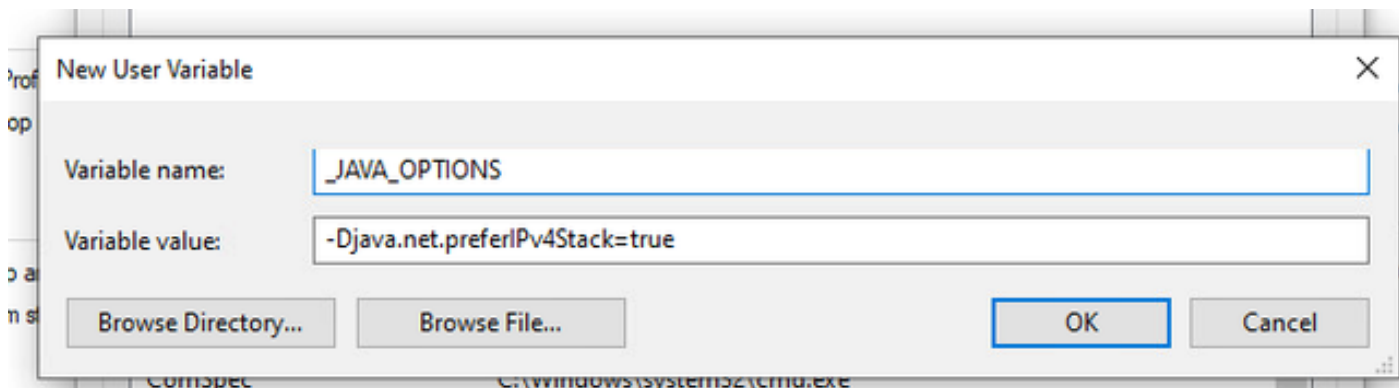 New User Variable
Variable name: _JAVA_OPTIONS
Variable value: -Djava.net.preferIPv4Stack=true
Browse Directory... Browse File... OK Cancel
ComSpec C:\Windows\system32\cmd.exe